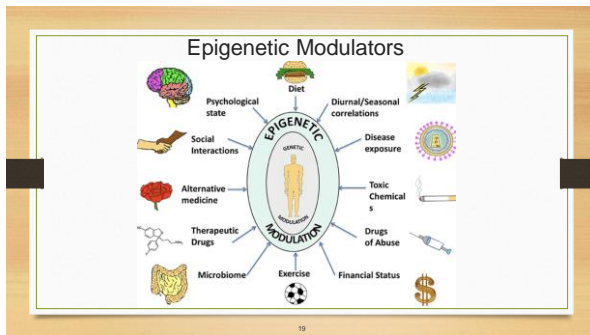 Epigenetic Modulators
Diet
Psychological
state
Diurnal/Seasonal
correlations
Social
Interactions
EPIGENETIC
GENETIC
Disease
exposure
Alternative
medicine
Toxic
Chemical
s
MODULATION
MODULATION
Therapeutic
Drugs
Drugs
of Abuse
Microbiome
Exercise
Financial Status
$
19